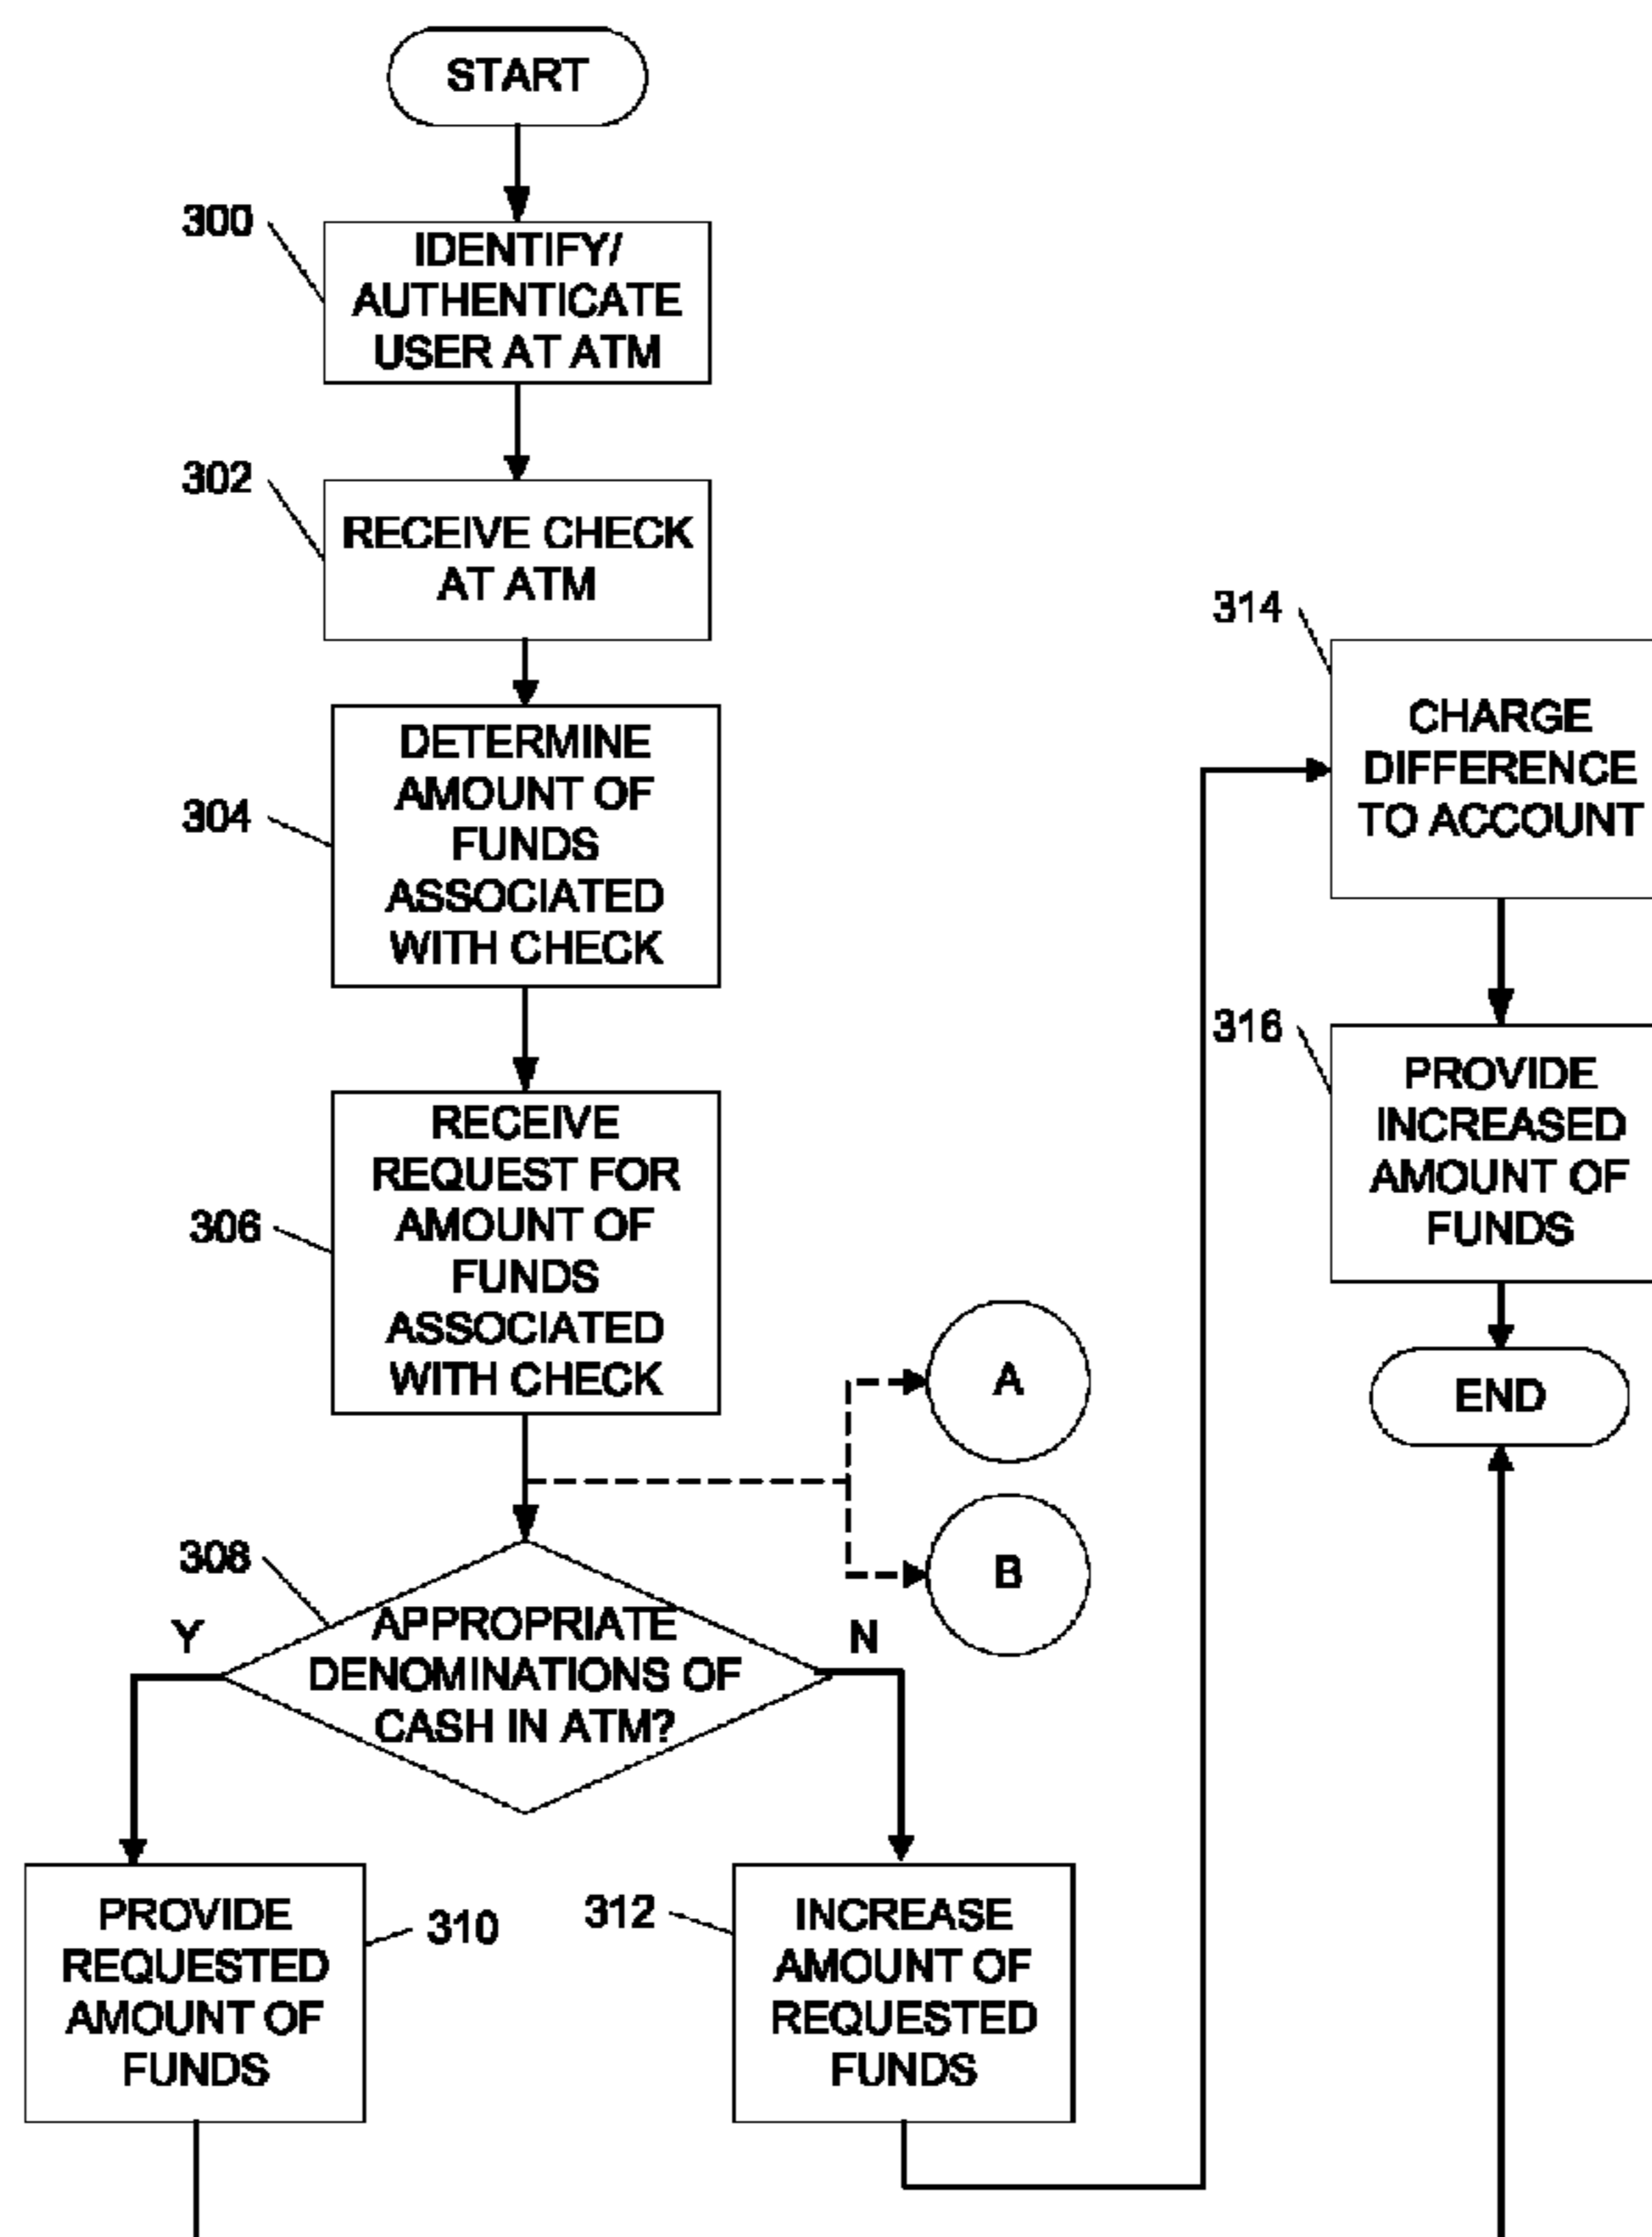 START
300
IDENTIFY/
AUTHENTICATE
USER AT ATM
302
RECEIVE CHECK
AT ATM
304
DETERMINE
AMOUNT OF
FUNDS
ASSOCIATED
WITH CHECK
306
RECEIVE
REQUEST FOR
AMOUNT OF
FUNDS
ASSOCIATED
WITH CHECK
A
B
308
Y
N
APPROPRIATE
DENOMINATIONS OF
CASH IN ATM?
310
PROVIDE
REQUESTED
AMOUNT OF
FUNDS
312
INCREASE
AMOUNT OF
REQUESTED
FUNDS
314
CHARGE
DIFFERENCE
TO ACCOUNT
316
PROVIDE
INCREASED
AMOUNT OF
FUNDS
END